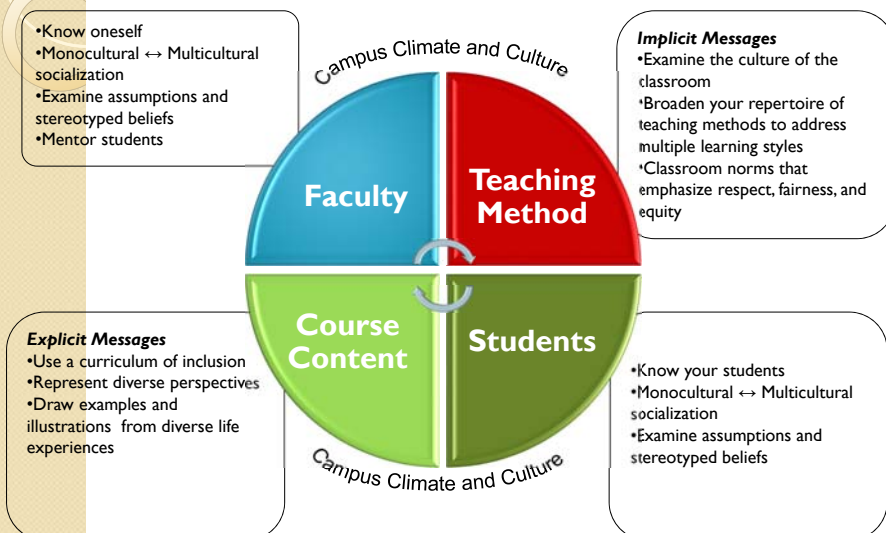 •Know oneself
•Monocultural ↔ Multicultural
socialization
•Examine assumptions and
stereotyped beliefs
•Mentor students
Campus Climate and Culture
Implicit Messages
•Examine the culture of the
classroom
•Broaden your repertoire of
teaching methods to address
multiple learning styles
•Classroom norms that
emphasize respect, fairness, and
equity
Faculty
Teaching
Method
Course
Content
Students
Explicit Messages
•Use a curriculum of inclusion
•Represent diverse perspectives
•Draw examples and
illustrations from diverse life
experiences
•Know your students
•Monocultural ↔ Multicultural
socialization
•Examine assumptions and
stereotyped beliefs
Campus Climate and Culture